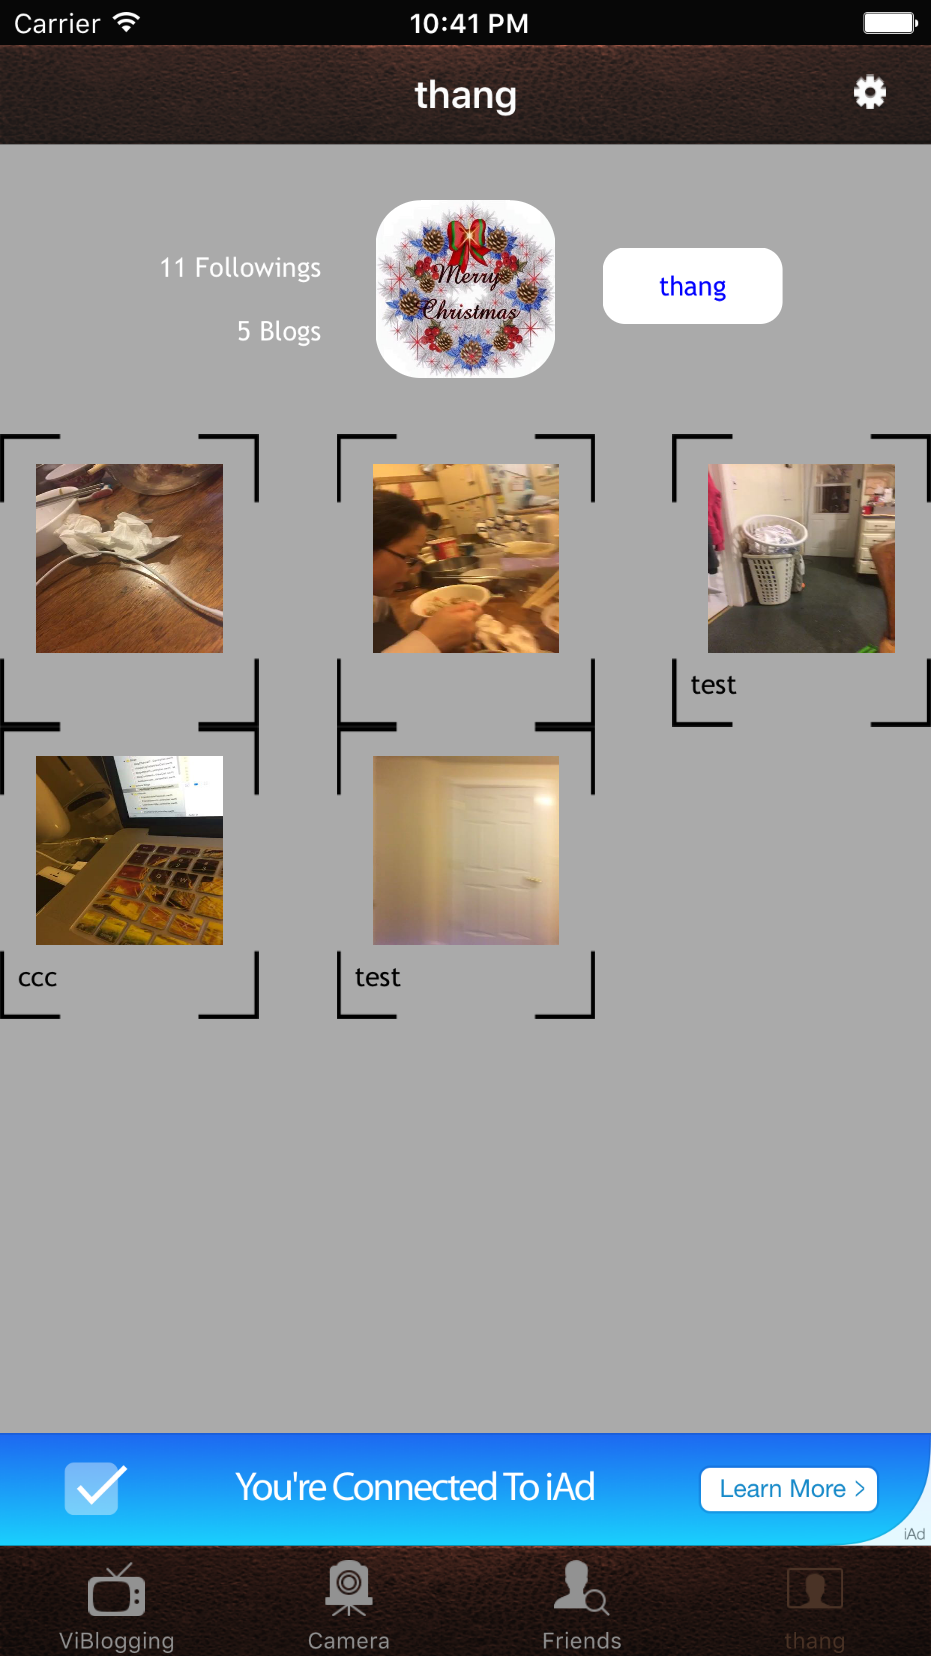 Carrier 10:41 PM
thang
11 Followings
5 Blogs
Merry
Christmas
thang
test
ccc
test
You're Connected To iAd
Learn More >
iAd
ViBlogging
Camera
Friends
thang